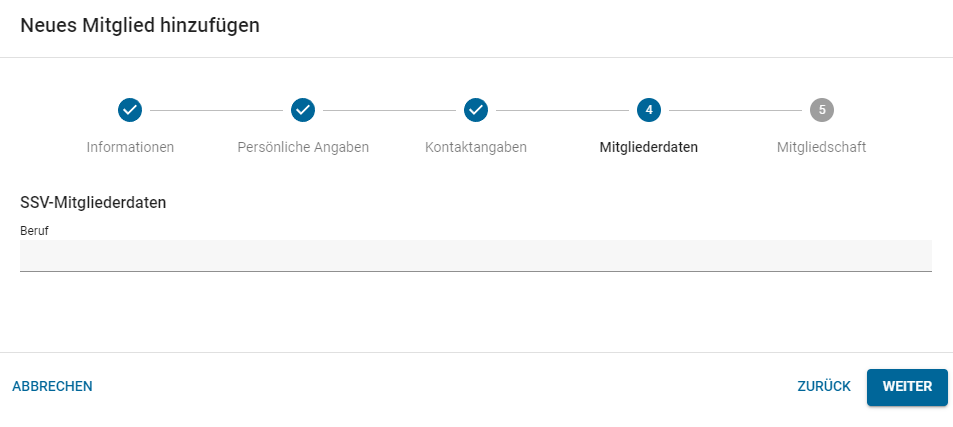 Neues Mitglied hinzufügen
4
5
Informationen
Persönliche Angaben
Kontaktangaben
Mitgliederdaten
Mitgliedschaft
SSV-Mitgliederdaten
Beruf
ABBRECHEN
ZURÜCK
WEITER